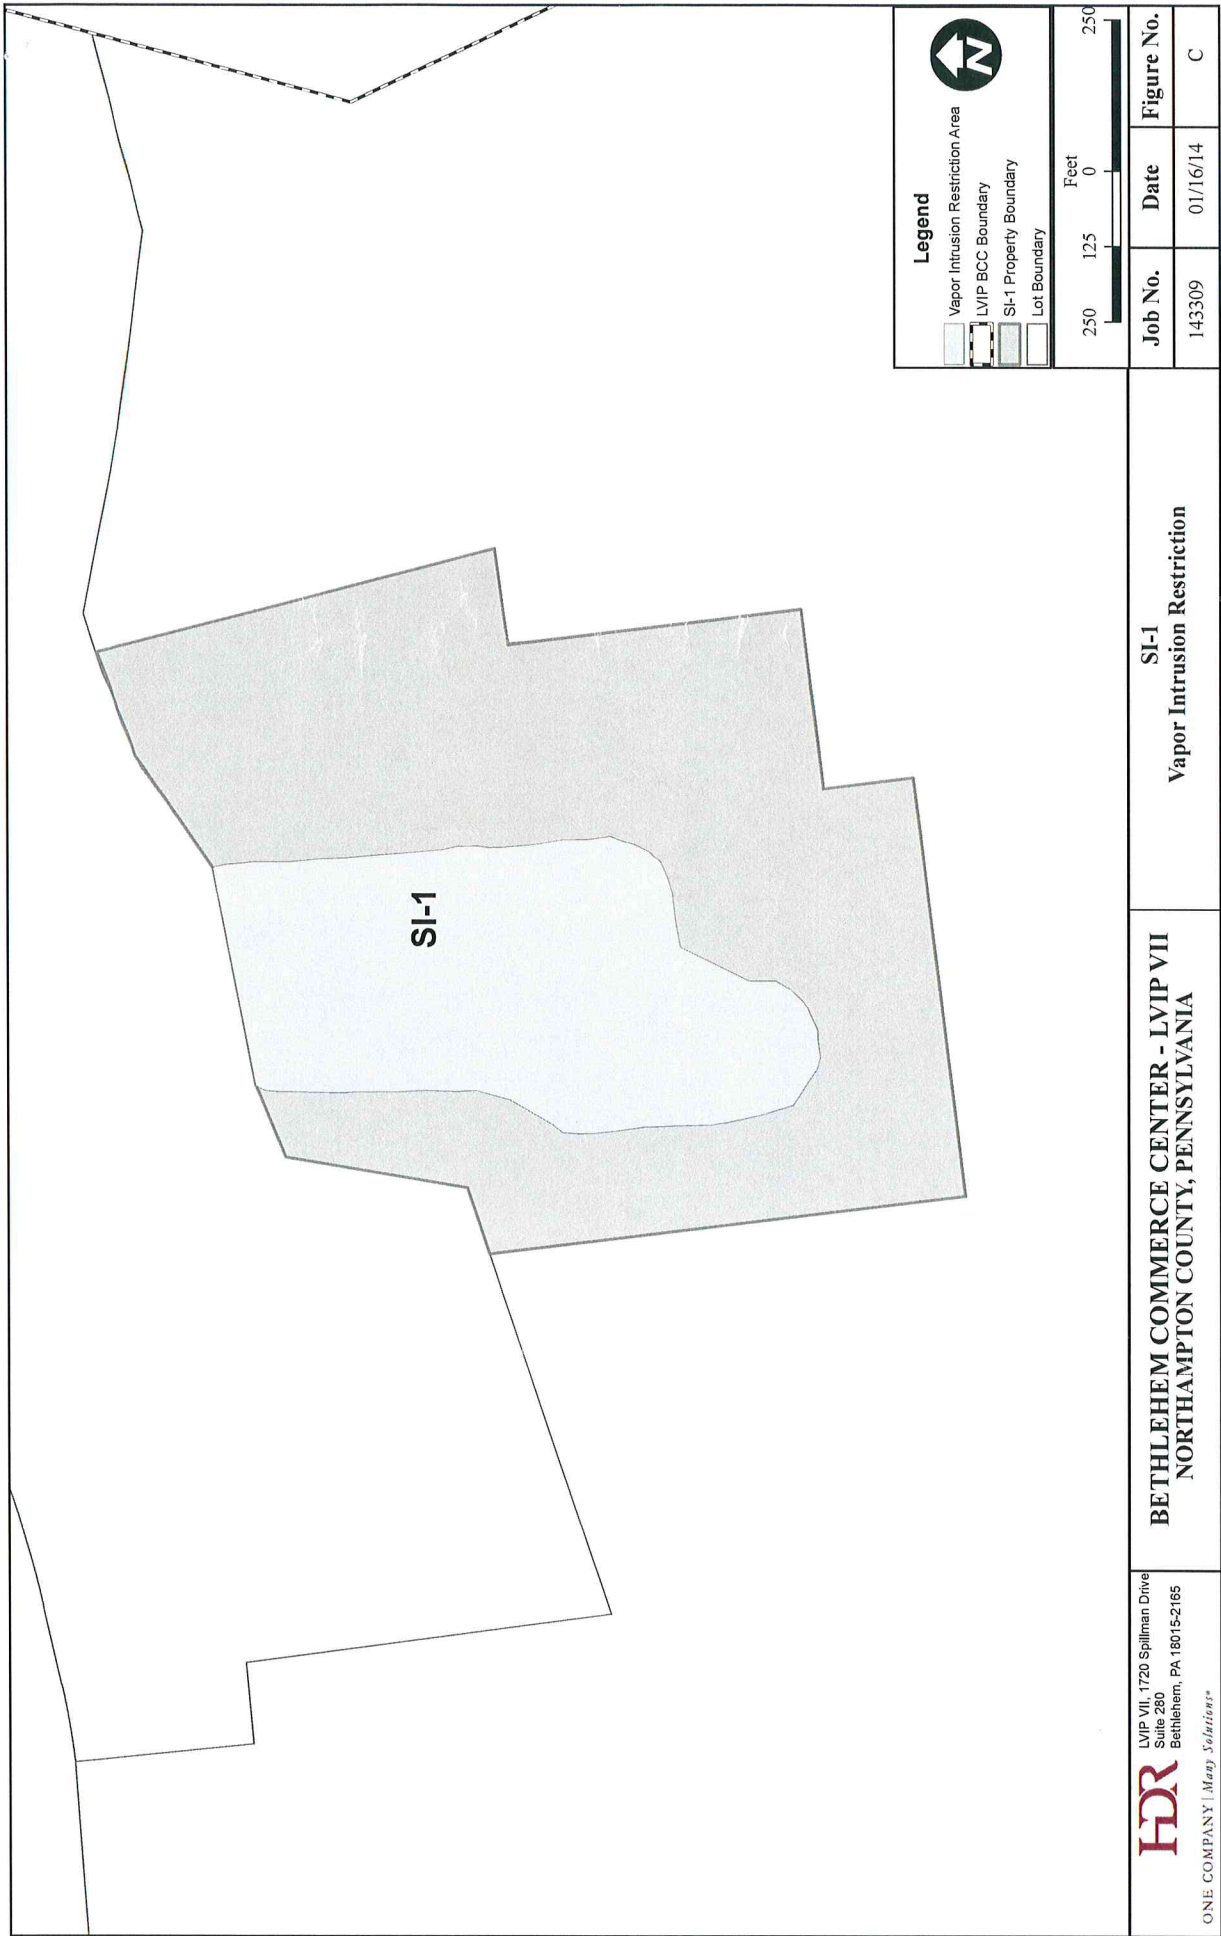 SI-1
Legend
N
Vapor Intrusion Restriction Area
LVIP BCC Boundary
SI-1 Property Boundary
Lot Boundary
Feet
250 125 0 250
HDR
ONE COMPANY | Many Solutions®
LVIP VII, 1720 Spillman Drive
Suite 280
Bethlehem, PA 18015-2165
BETHLEHEM COMMERCE CENTER - LVIP VII
NORTHAMPTON COUNTY, PENNSYLVANIA
SI-1
Vapor Intrusion Restriction
Job No. Date Figure No.
143309 01/16/14 C